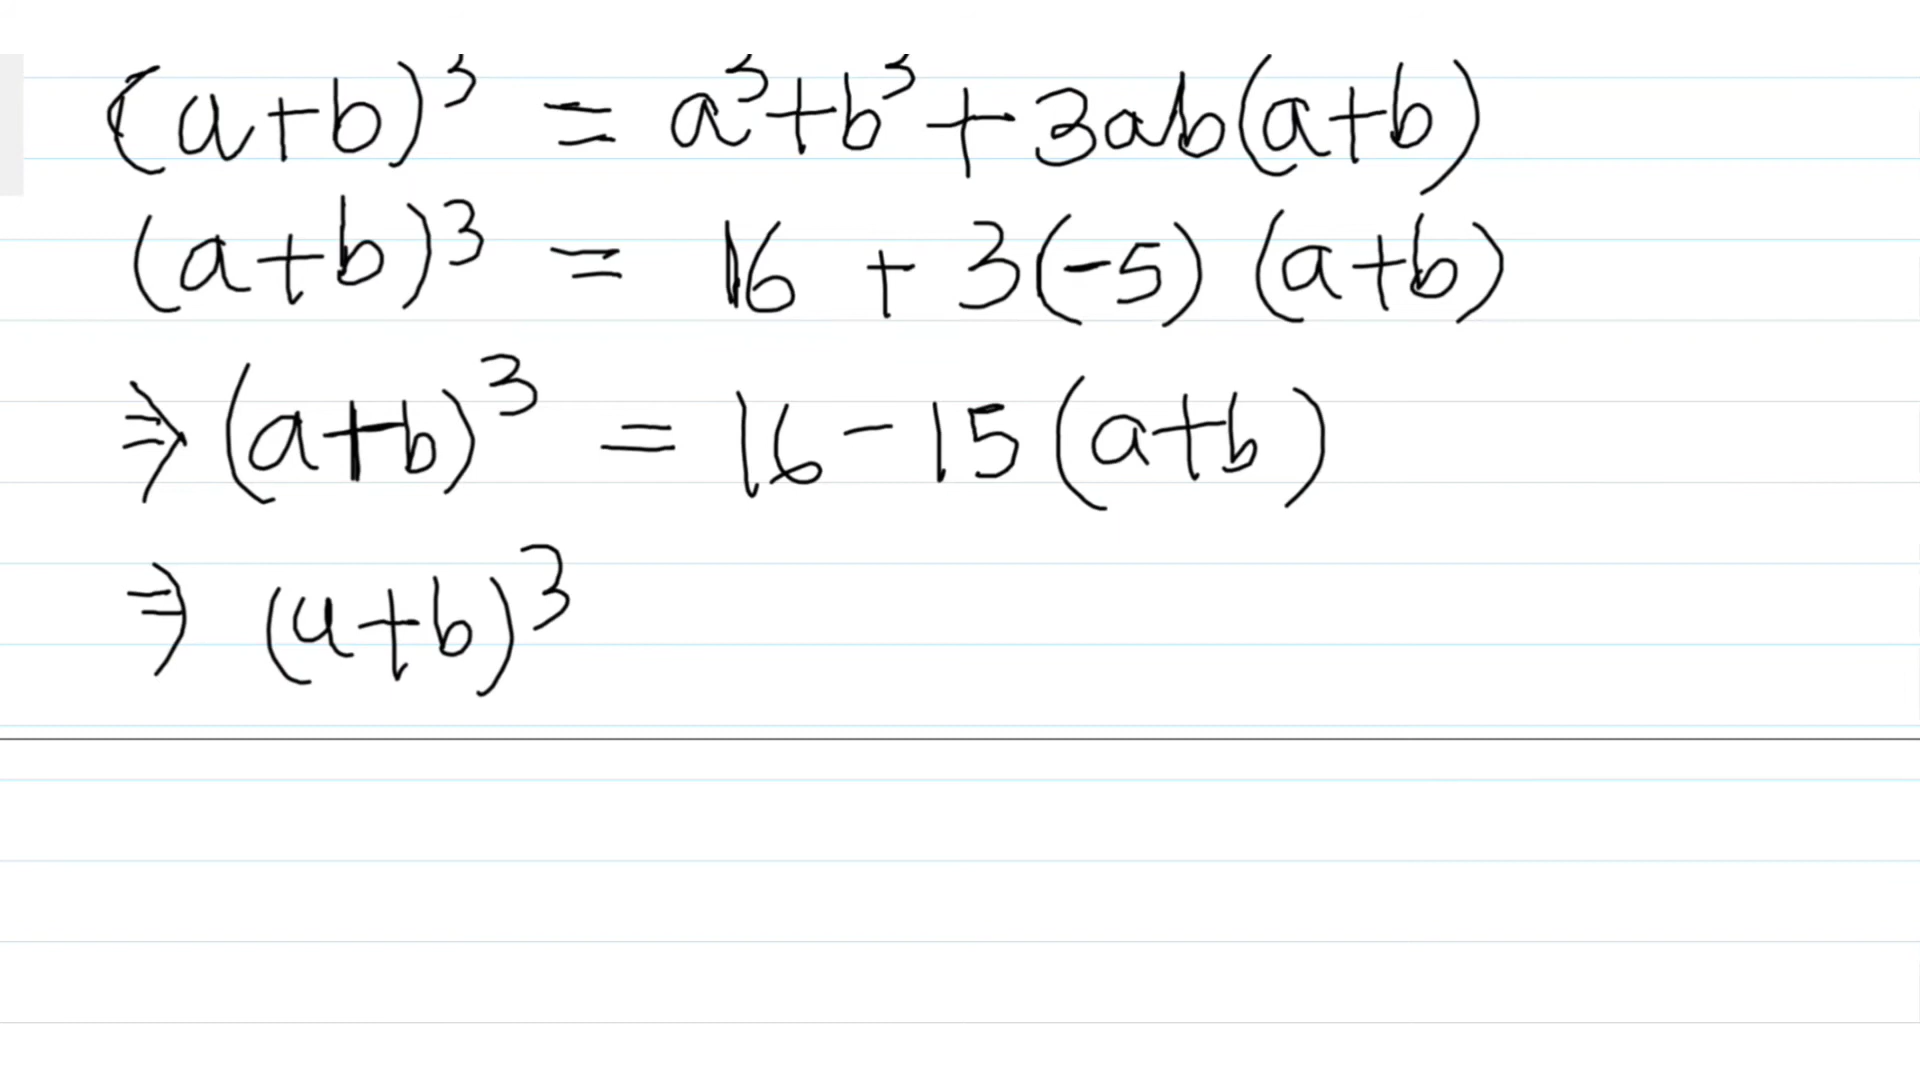 (a+b)³ = a³+b³+3ab(a+b)
(a+b)³ = 16 + 3(-5) (a+b)
⇒ (a+b)³ = 16 - 15(a+b)
⇒ (a+b)³